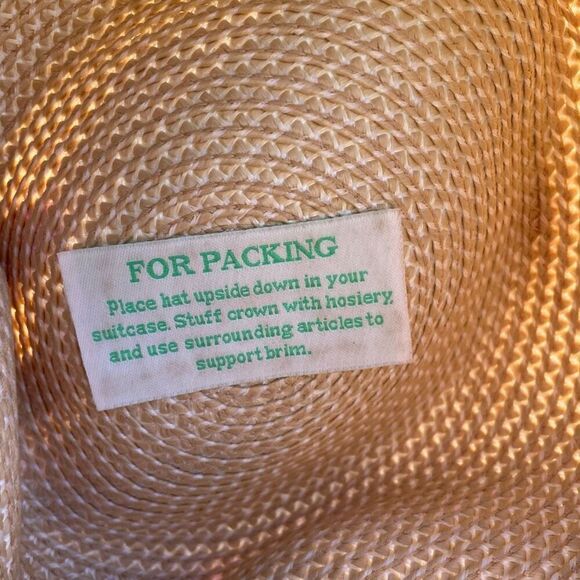 FOR PACKING
Place hat upside down in your
suitcase. Stuff crown with hosiery,
and use surrounding articles to
support brim.